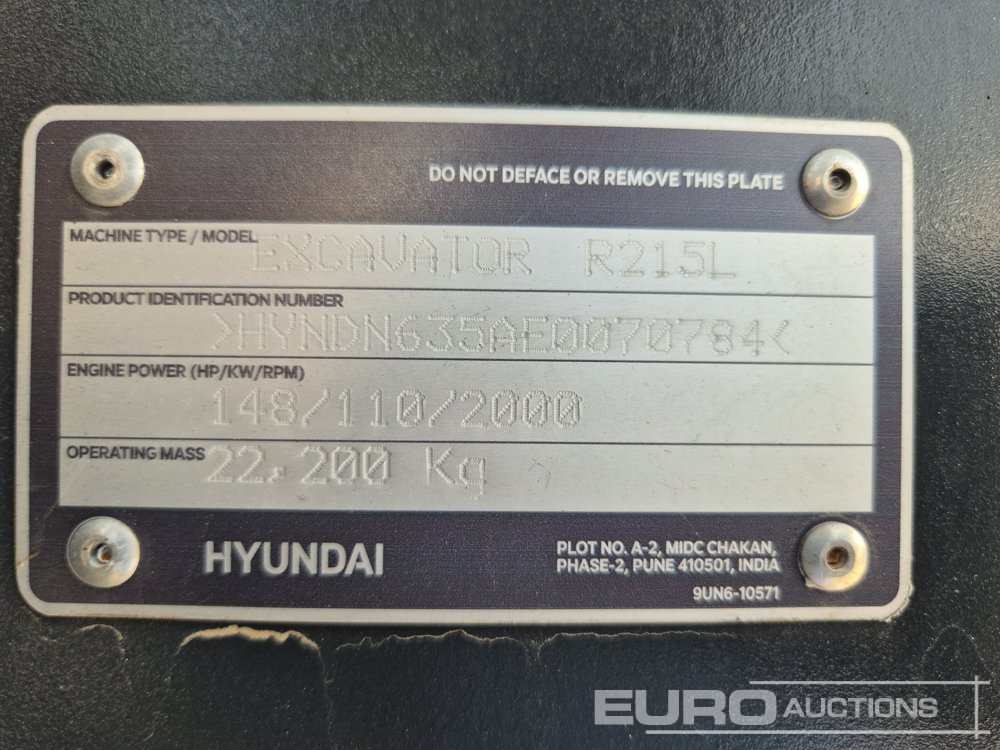 DO NOT DEFACE OR REMOVE THIS PLATE
MACHINE TYPE / MODEL EXCAVATOR R215L
PRODUCT IDENTIFICATION NUMBER
>HYNDN635AE0070784<
ENGINE POWER (HP/KW/RPM)
148/110/2000
OPERATING MASS 22,200 Kg
HYUNDAI
PLOT NO. A-2, MIDC CHAKAN,
PHASE-2, PUNE 410501, INDIA
9UN6-10571
EURO AUCTIONS